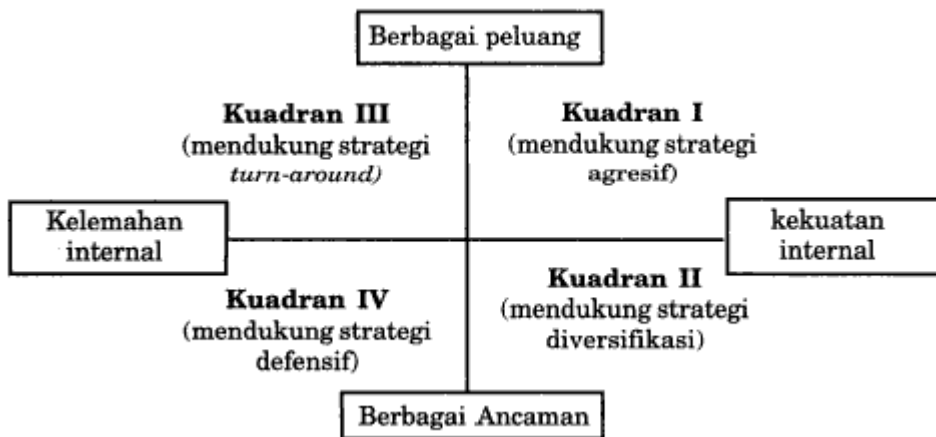 Berbagai peluang
Kuadran III
(mendukung strategi
turn-around)
Kuadran I
(mendukung strategi
agresif)
Kelemahan
internal
kekuatan
internal
Kuadran IV
(mendukung strategi
defensif)
Kuadran II
(mendukung strategi
diversifikasi)
Berbagai Ancaman